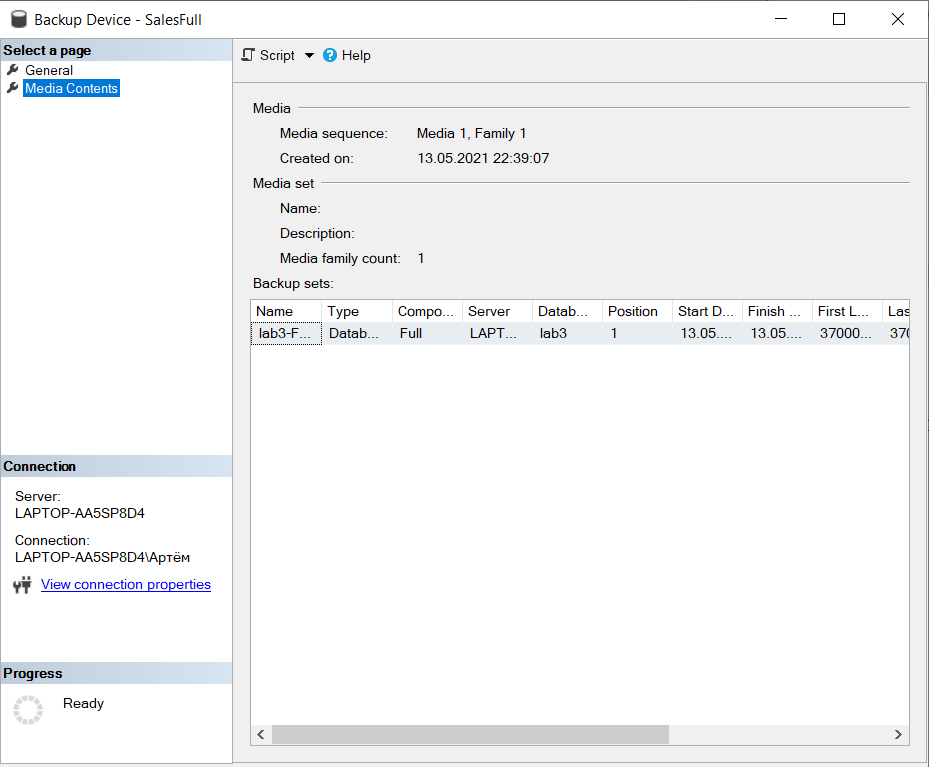 Backup Device - SalesFull
Select a page
General
Media Contents
Script Help
Media
Media sequence: Media 1, Family 1
Created on: 13.05.2021 22:39:07
Media set
Name:
Description:
Media family count: 1
Backup sets:
Name Type Compo... Server Datab... Position Start D... Finish ... First L... Las
lab3-F... Datab... Full LAPT... lab3 1 13.05.... 13.05.... 37000... 370
Connection
Server:
LAPTOP-AA5SP8D4
Connection:
LAPTOP-AA5SP8D4\Артём
View connection properties
Progress
Ready